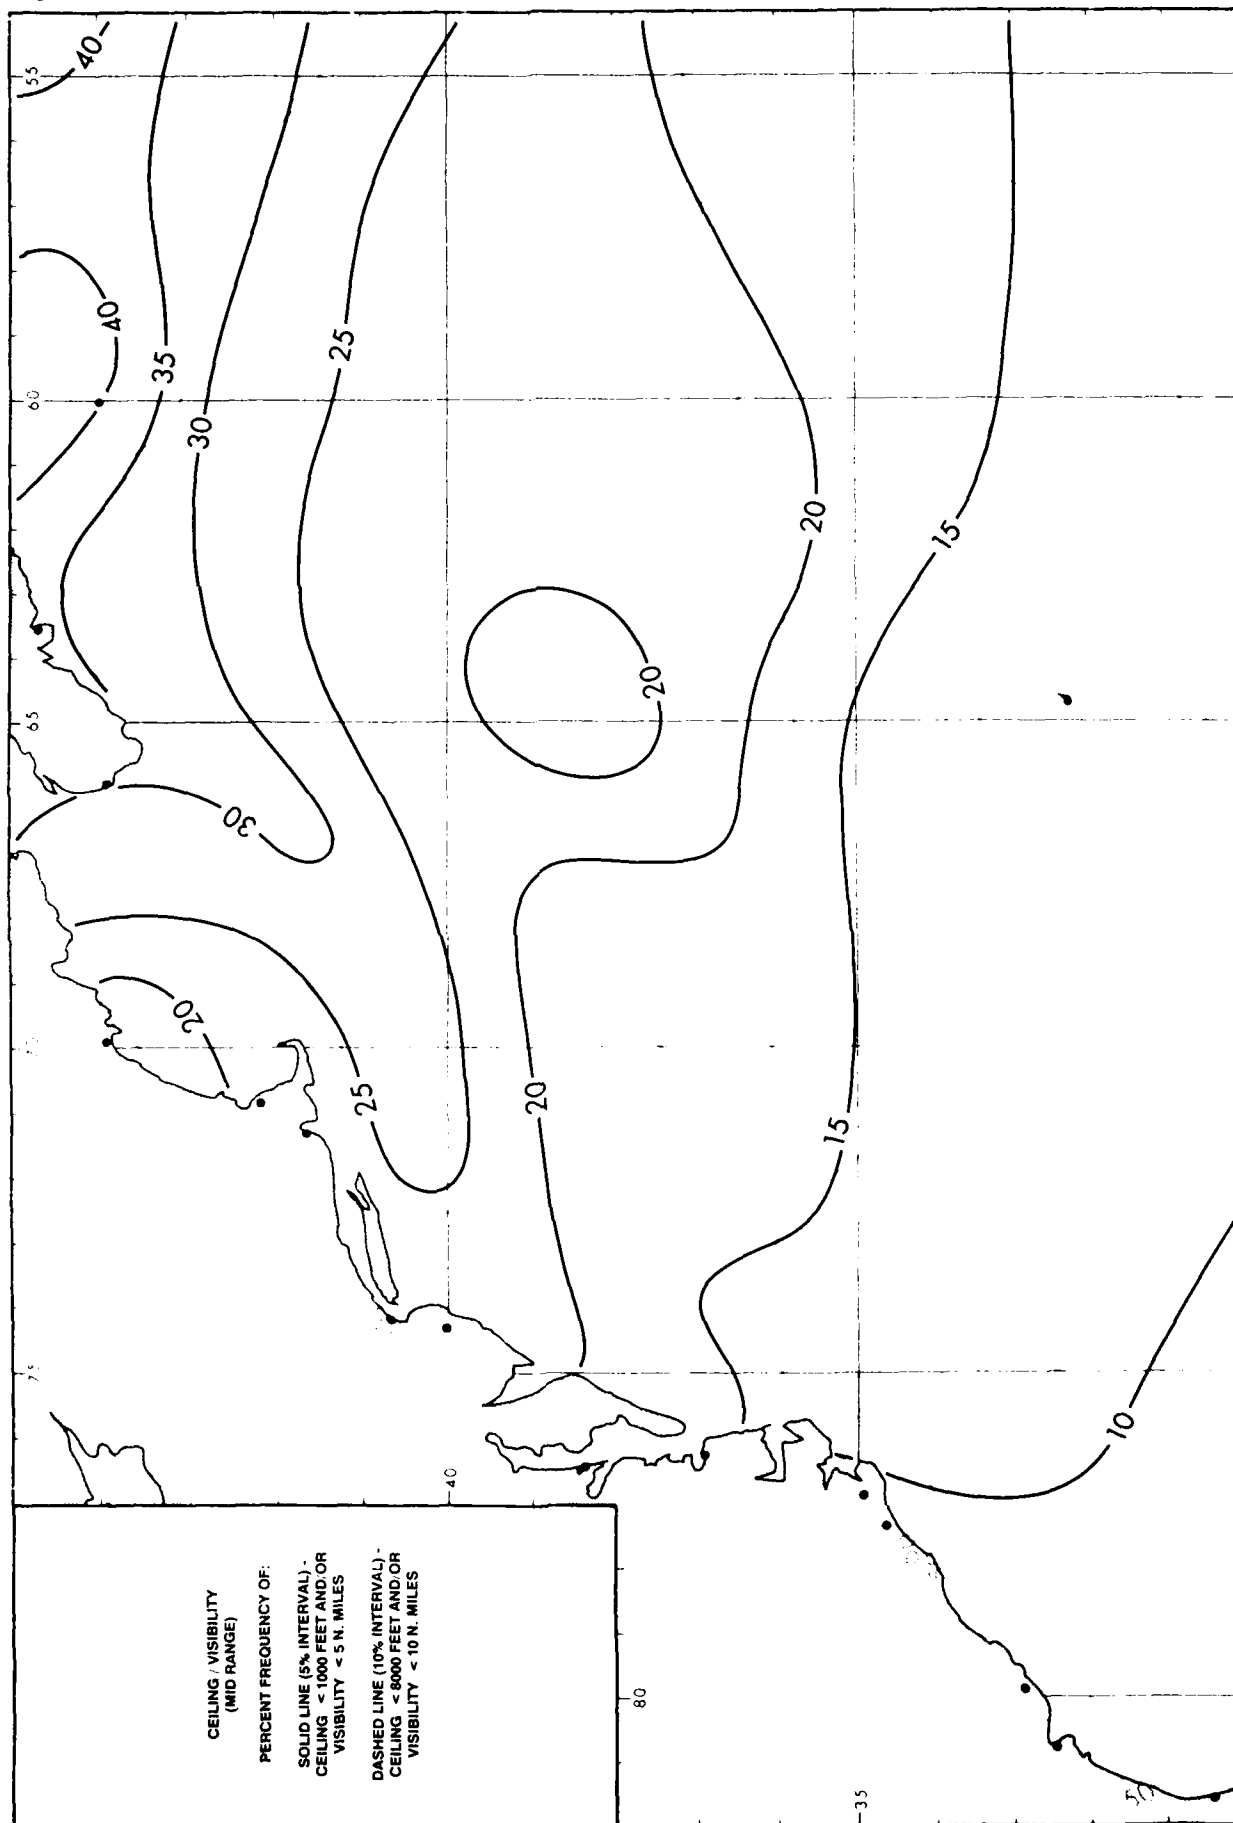 CEILING / VISIBILITY
(MID RANGE)
PERCENT FREQUENCY OF:
SOLID LINE (5% INTERVAL) -
CEILING < 1000 FEET AND/OR
VISIBILITY < 5 N. MILES
DASHED LINE (10% INTERVAL) -
CEILING < 8000 FEET AND/OR
VISIBILITY < 10 N. MILES
80
75
70
65
60
55
40
35
40
40
35
30
25
30
20
25
20
20
20
15
15
10